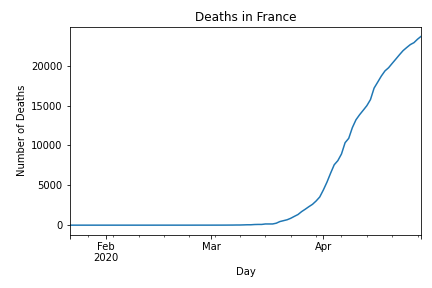 Deaths in France
Number of Deaths
20000
15000
10000
5000
0
Feb
2020
Mar
Apr
Day